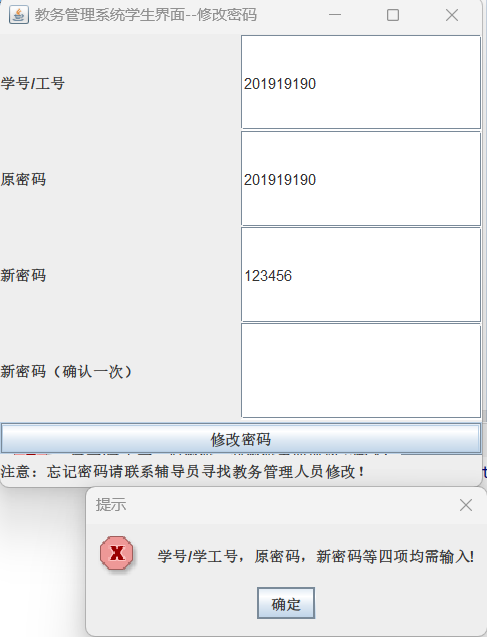 教务管理系统学生界面--修改密码
学号/工号
201919190
原密码
201919190
新密码
123456
新密码（确认一次）
修改密码
注意：忘记密码请联系辅导员寻找教务管理人员修改！
提示
X
学号/学工号，原密码，新密码等四项均需输入!
确定